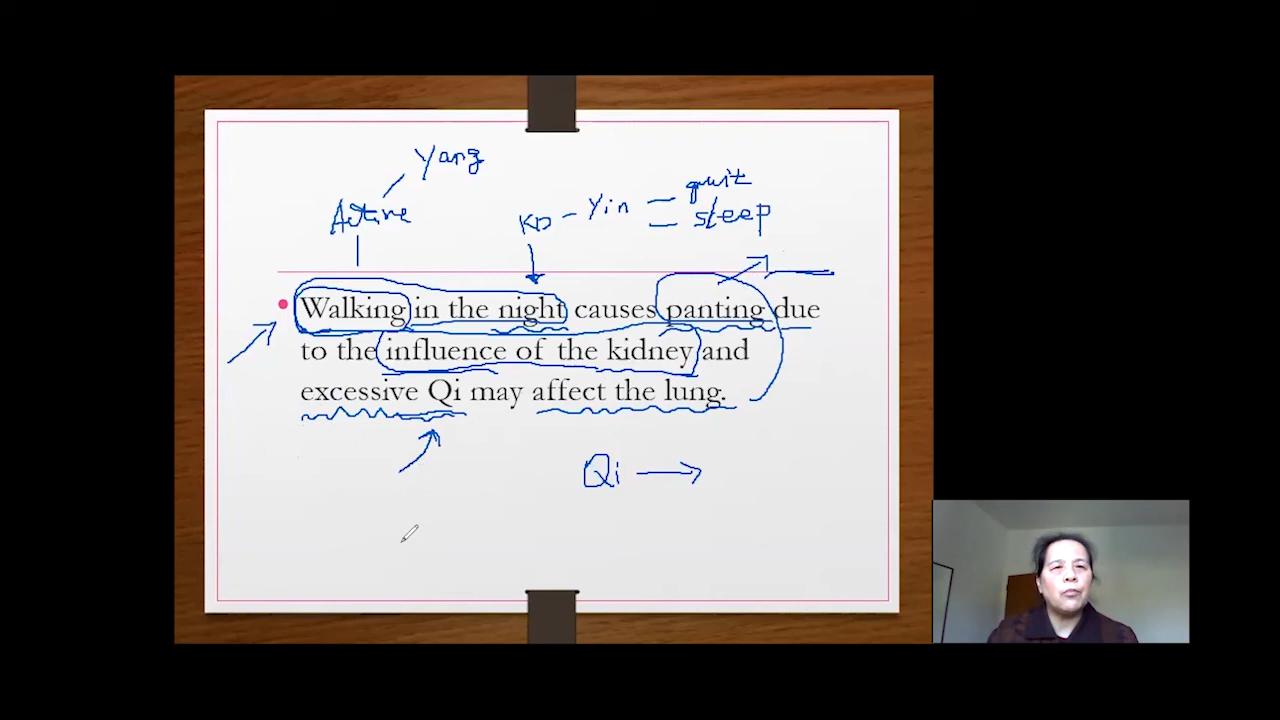 Yang
Active
KD - Yin = quit
sleep
Walking in the night causes panting due
to the influence of the kidney and
excessive Qi may affect the lung.
Qi →